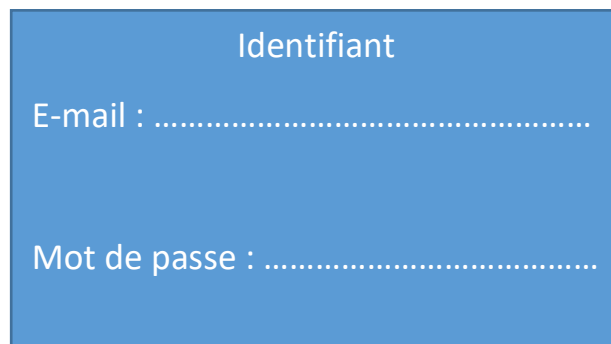 Identifiant
E-mail : ……………………………………………
Mot de passe : …………………………………